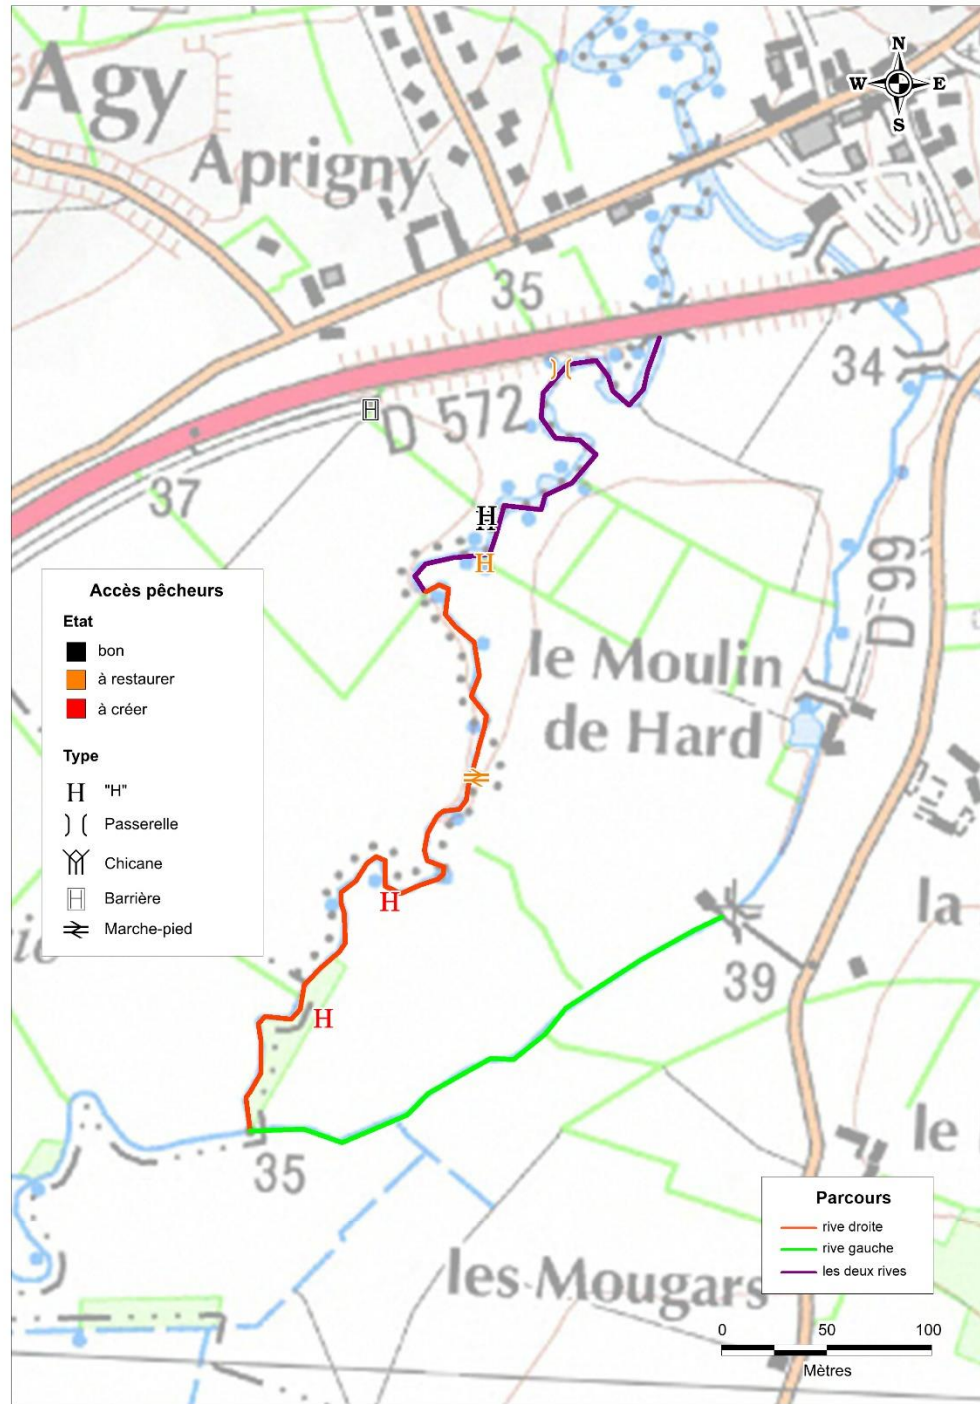 N
W E
S
Agy
Aprigny
35
34
D 572
37
H
H
H
D 99
le Moulin
de Hard
Accès pêcheurs
Etat
bon
à restaurer
à créer
Type
H "H"
Passerelle
Chicane
H Barrière
Marche-pied
H
la
39
H
35
le
Parcours
rive droite
rive gauche
les deux rives
les Mougars
0 50 100
Mètres